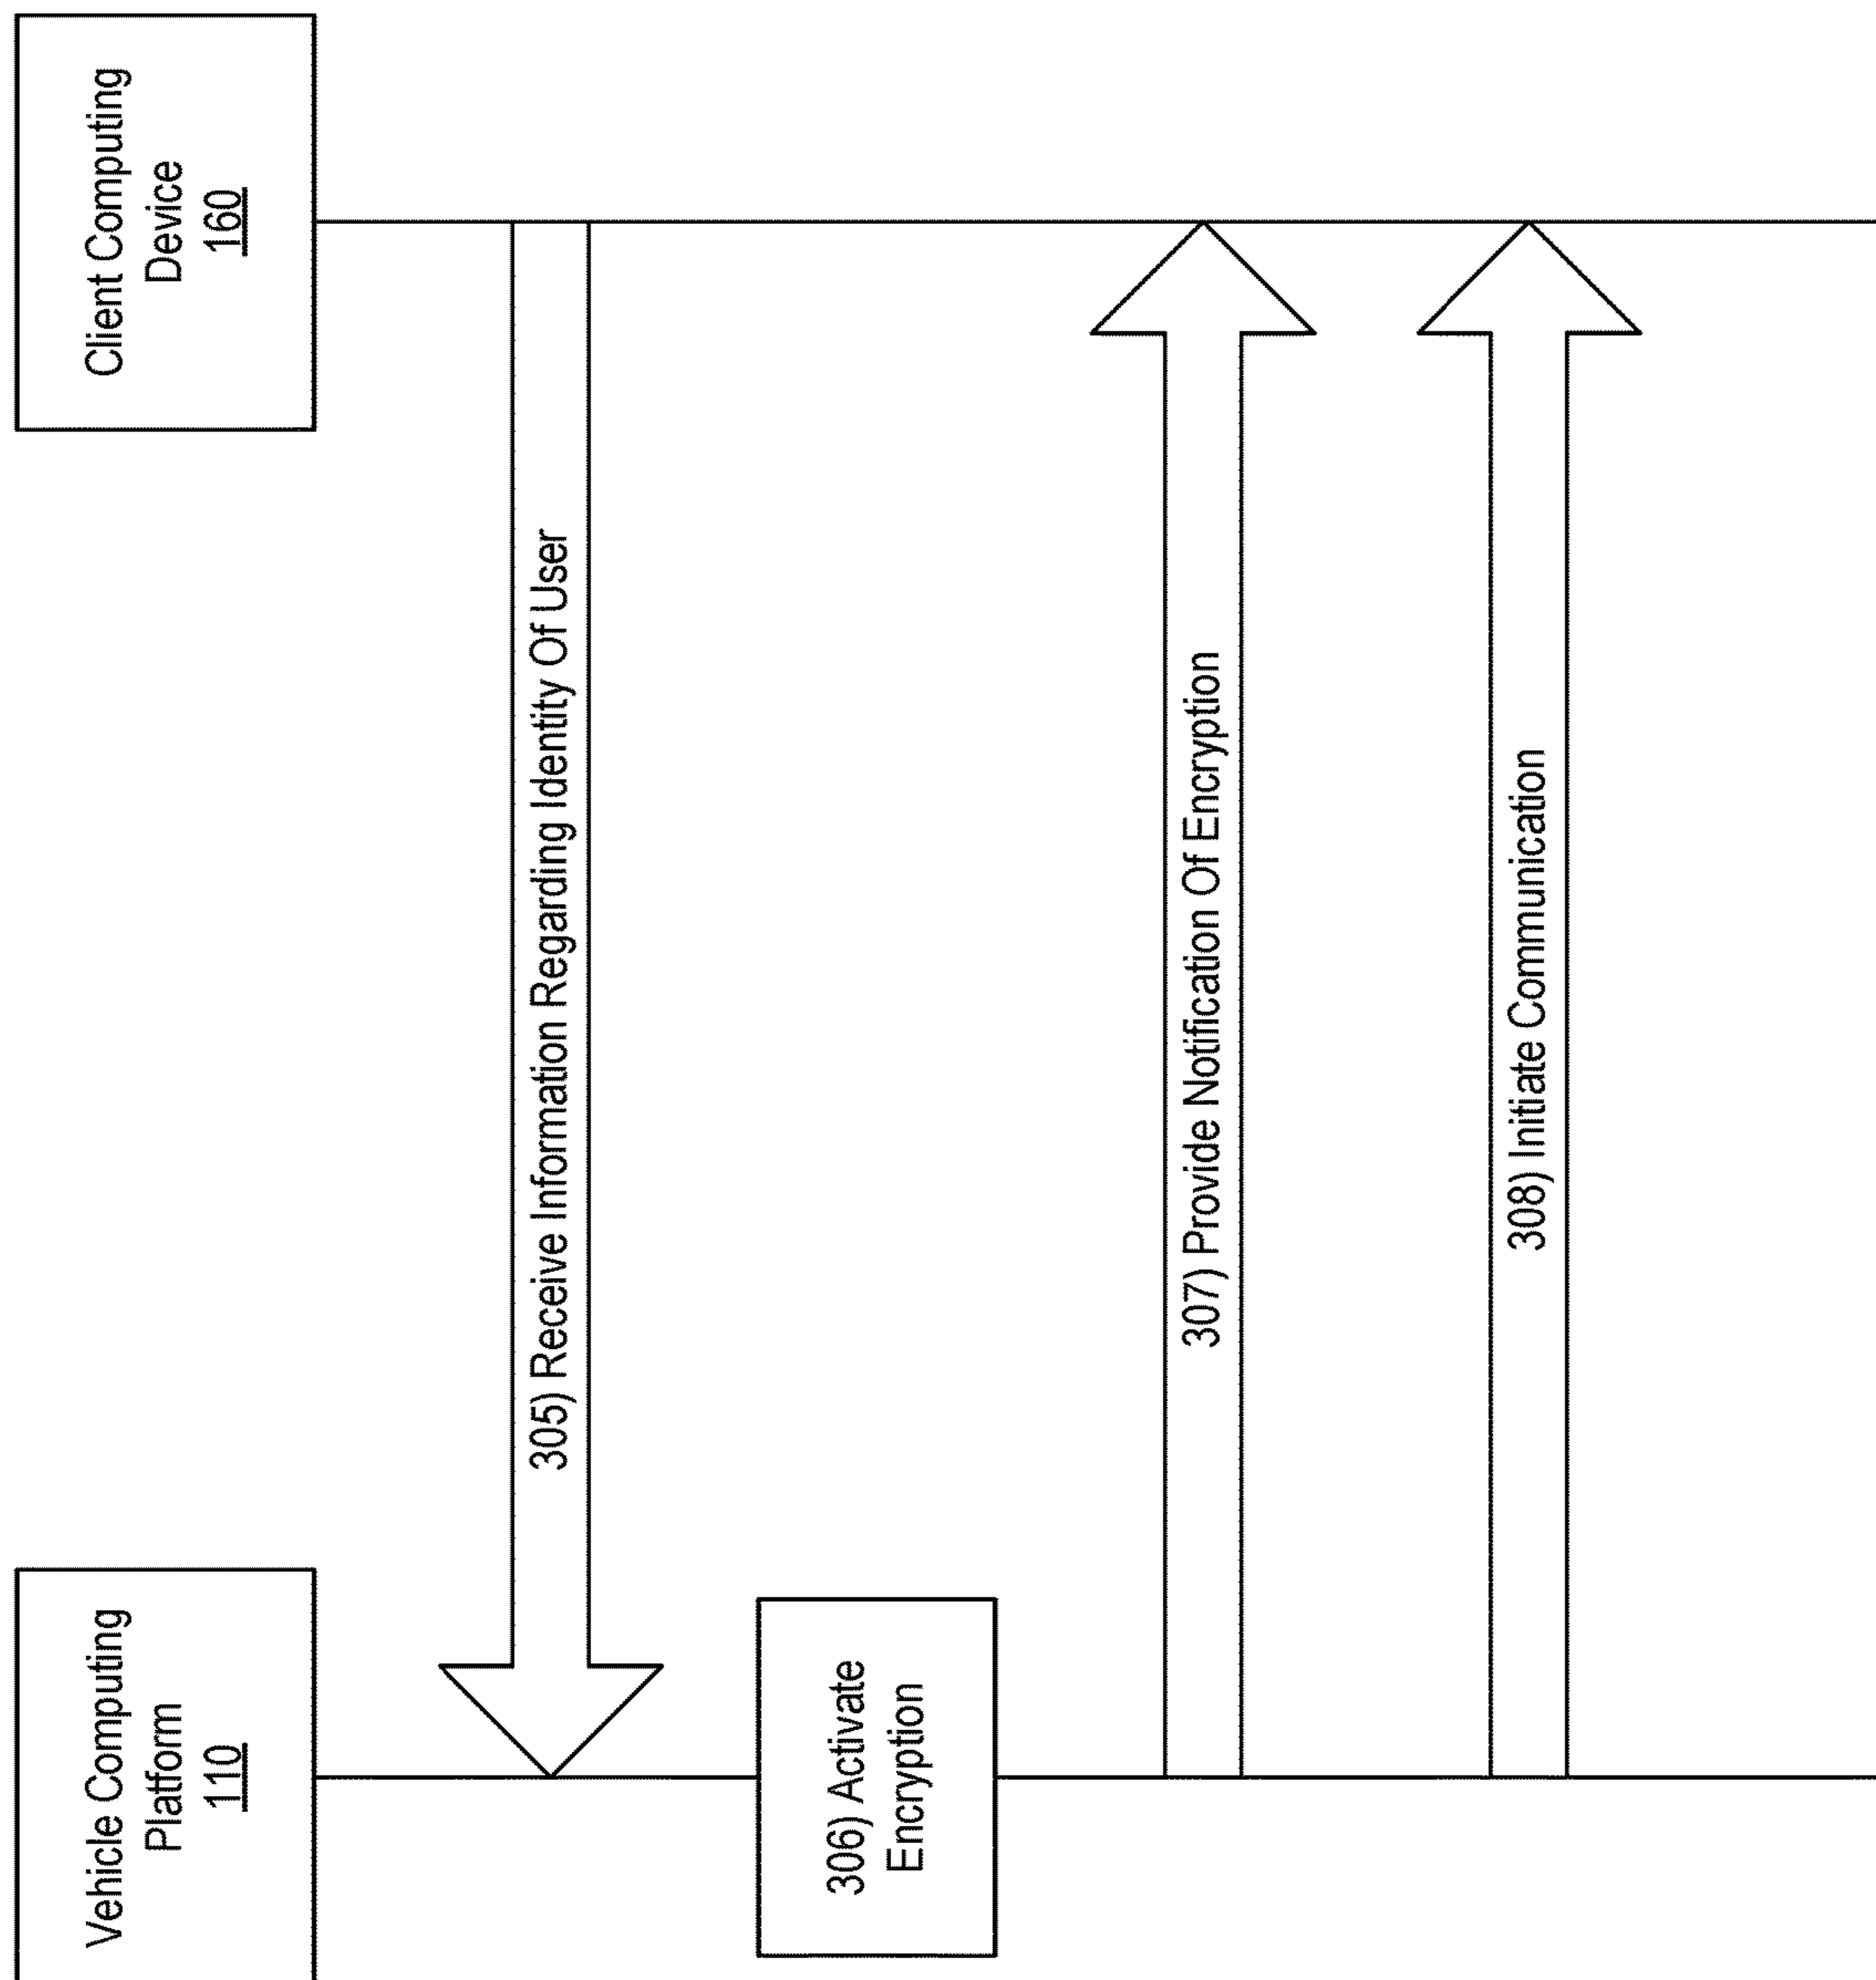 Vehicle Computing
Platform
110
Client Computing
Device
160
305) Receive Information Regarding Identity Of User
306) Activate
Encryption
307) Provide Notification Of Encryption
308) Initiate Communication